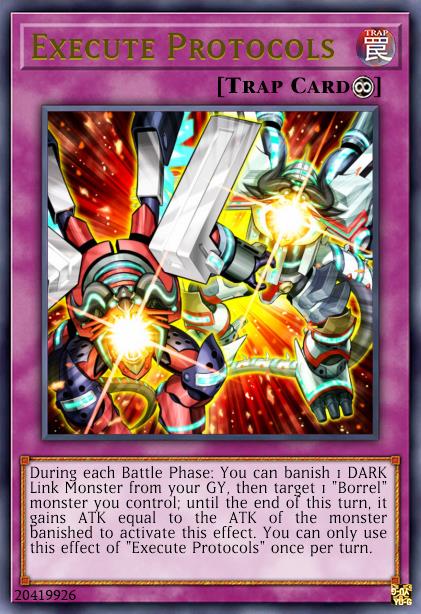 EXECUTE PROTOCOLS
TRAP
罠
[TRAP CARD]
During each Battle Phase: You can banish 1 DARK
Link Monster from your GY, then target 1 "Borrel"
monster you control; until the end of this turn, it
gains ATK equal to the ATK of the monster
banished to activate this effect. You can only use
this effect of "Execute Protocols" once per turn.
20419926